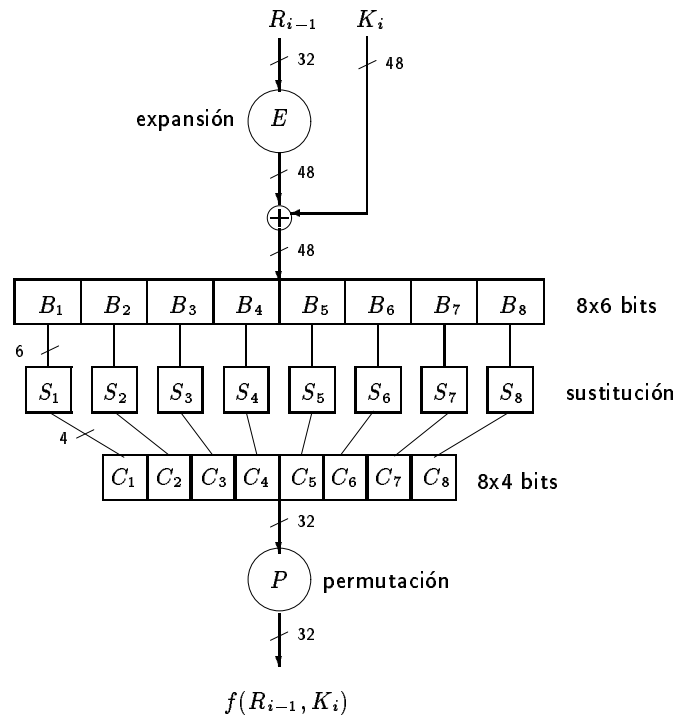 R_{i−1} K_i
32 48
expansión E
48
48
B_1 B_2 B_3 B_4 B_5 B_6 B_7 B_8 8x6 bits
6
S_1 S_2 S_3 S_4 S_5 S_6 S_7 S_8 sustitución
4
C_1 C_2 C_3 C_4 C_5 C_6 C_7 C_8 8x4 bits
32
P permutación
32
f(R_{i−1}, K_i)